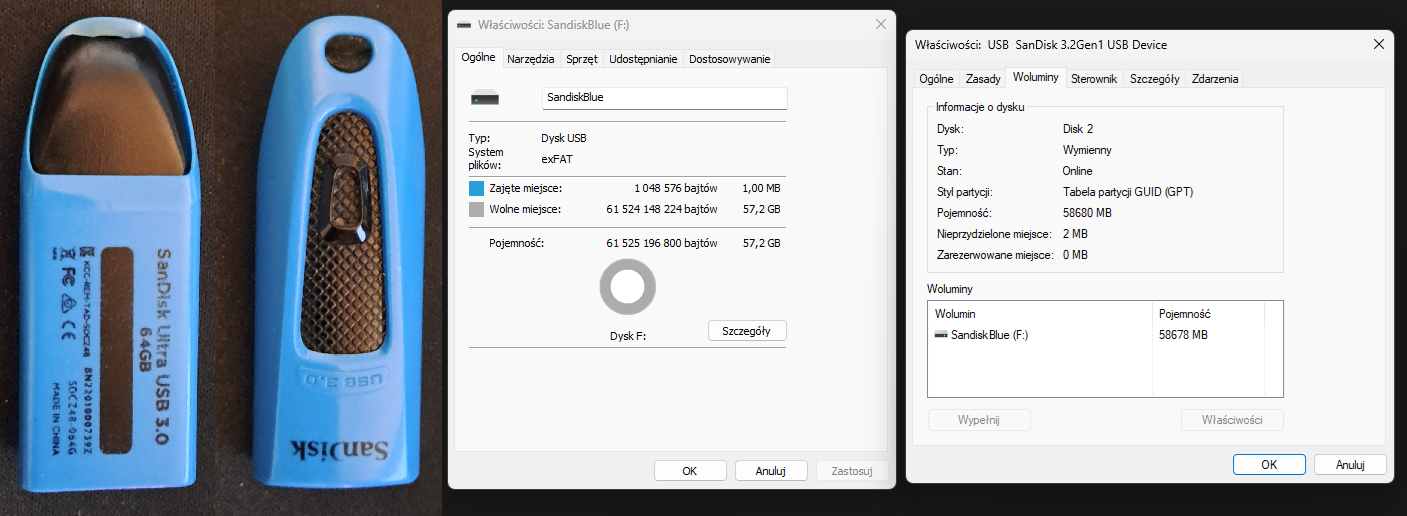 SanDisk Ultra USB 3.0
64GB
KCC-REM-TAD-SDCZ48
BN2201000739Z
SDCZ48-064G
MADE IN CHINA
FC
CE
USB 3.0
SanDisk
Właściwości: SandiskBlue (F:)
Ogólne Narzędzia Sprzęt Udostępnianie Dostosowywanie
SandiskBlue
Typ: Dysk USB
System plików: exFAT
Zajęte miejsce: 1 048 576 bajtów 1,00 MB
Wolne miejsce: 61 524 148 224 bajtów 57,2 GB
Pojemność: 61 525 196 800 bajtów 57,2 GB
Dysk F:
Szczegóły
OK Anuluj Zastosuj
Właściwości: USB SanDisk 3.2Gen1 USB Device
Ogólne Zasady Woluminy Sterownik Szczegóły Zdarzenia
Informacje o dysku
Dysk: Disk 2
Typ: Wymienny
Stan: Online
Styl partycji: Tabela partycji GUID (GPT)
Pojemność: 58680 MB
Nieprzydzielone miejsce: 2 MB
Zarezerwowane miejsce: 0 MB
Woluminy
Wolumin Pojemność
SandiskBlue (F:) 58678 MB
Wypełnij Właściwości
OK Anuluj